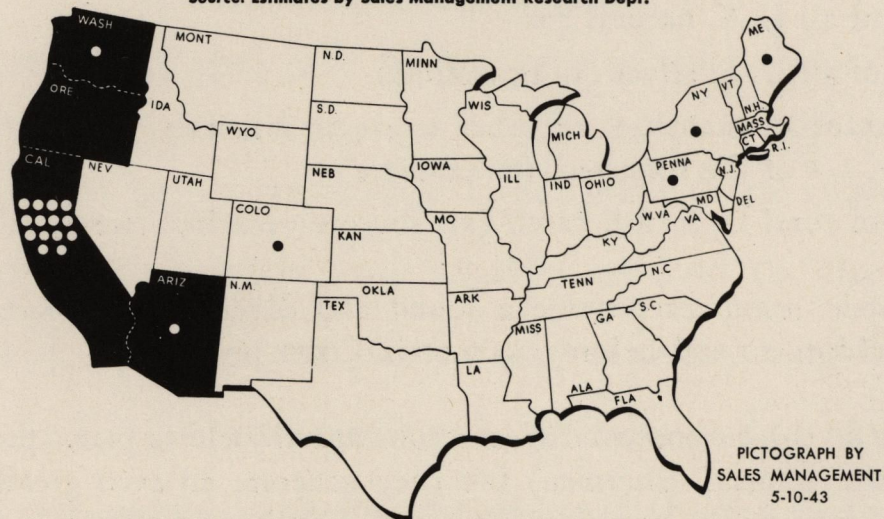 Source: Estimates by Sales Management Research Dept.
WASH
MONT
N.D.
MINN
ME
ORE
IDA
S.D.
WIS
NY
VT
N.H
WYO
MICH
MASS
CT
R.I.
CAL
NEV
UTAH
NEB
IOWA
ILL
IND
OHIO
PENNA
N.J.
COLO
MO
W VA
MD
DEL
VA
KAN
KY
ARIZ
N.M.
OKLA
TEX
ARK
TENN
N.C
S.C.
MISS
GA
LA
ALA
FLA
PICTOGRAPH BY
SALES MANAGEMENT
5-10-43